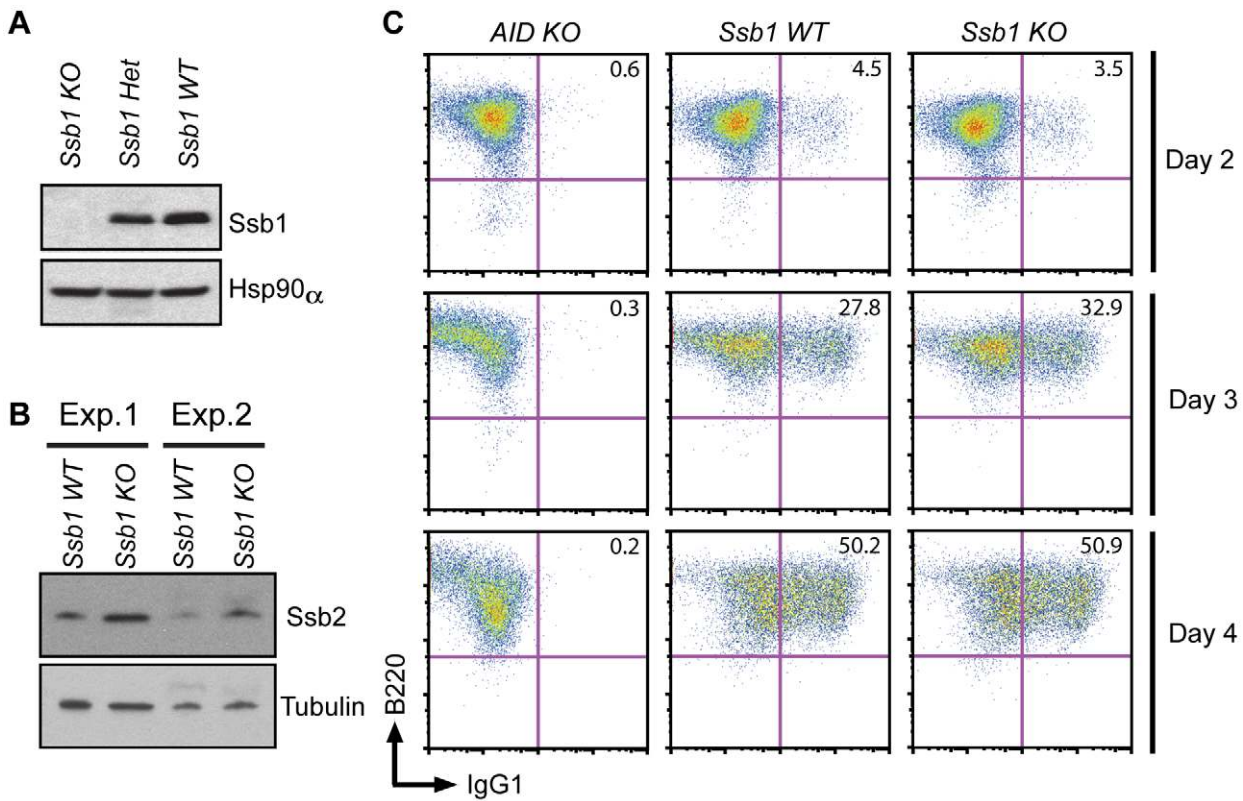 A
Ssb1 KO
Ssb1 Het
Ssb1 WT
Ssb1
Hsp90α
B
Exp.1 Exp.2
Ssb1 WT
Ssb1 KO
Ssb1 WT
Ssb1 KO
Ssb2
Tubulin
C
AID KO Ssb1 WT Ssb1 KO
0.6 4.5 3.5
Day 2
0.3 27.8 32.9
Day 3
0.2 50.2 50.9
Day 4
B220
IgG1